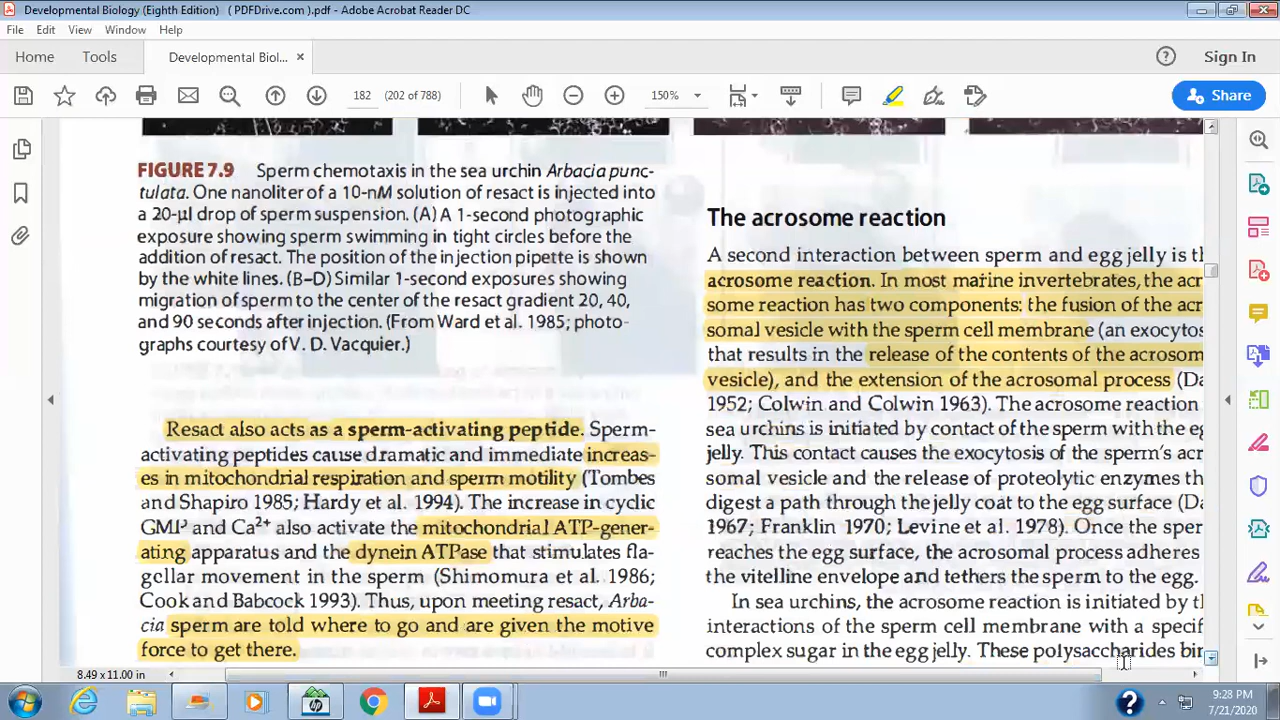 Developmental Biology (Eighth Edition) ( PDFDrive.com ).pdf - Adobe Acrobat Reader DC
File Edit View Window Help
Home Tools Developmental Biol... × Sign In
182 (202 of 788) 150% Share
FIGURE 7.9 Sperm chemotaxis in the sea urchin Arbacia punc-
tulata. One nanoliter of a 10-nM solution of resact is injected into
a 20-µl drop of sperm suspension. (A) A 1-second photographic
exposure showing sperm swimming in tight circles before the
addition of resact. The position of the injection pipette is shown
by the white lines. (B–D) Similar 1-second exposures showing
migration of sperm to the center of the resact gradient 20, 40,
and 90 seconds after injection. (From Ward et al. 1985; photo-
graphs courtesy of V. D. Vacquier.)
Resact also acts as a sperm-activating peptide. Sperm-
activating peptides cause dramatic and immediate increas-
es in mitochondrial respiration and sperm motility (Tombes
and Shapiro 1985; Hardy et al. 1994). The increase in cyclic
GMP and Ca2+ also activate the mitochondrial ATP-gener-
ating apparatus and the dynein ATPase that stimulates fla-
gellar movement in the sperm (Shimomura et al. 1986;
Cook and Babcock 1993). Thus, upon meeting resact, Arba-
cia sperm are told where to go and are given the motive
force to get there.
The acrosome reaction
A second interaction between sperm and egg jelly is th
acrosome reaction. In most marine invertebrates, the acr
some reaction has two components: the fusion of the acr
somal vesicle with the sperm cell membrane (an exocytos
that results in the release of the contents of the acrosom
vesicle), and the extension of the acrosomal process (Da
1952; Colwin and Colwin 1963). The acrosome reaction
sea urchins is initiated by contact of the sperm with the eg
jelly. This contact causes the exocytosis of the sperm's acr
somal vesicle and the release of proteolytic enzymes th
digest a path through the jelly coat to the egg surface (Da
1967; Franklin 1970; Levine et al. 1978). Once the sper
reaches the egg surface, the acrosomal process adheres
the vitelline envelope and tethers the sperm to the egg.
In sea urchins, the acrosome reaction is initiated by th
interactions of the sperm cell membrane with a specif
complex sugar in the egg jelly. These polysaccharides bin
8.49 x 11.00 in
9:28 PM
7/21/2020